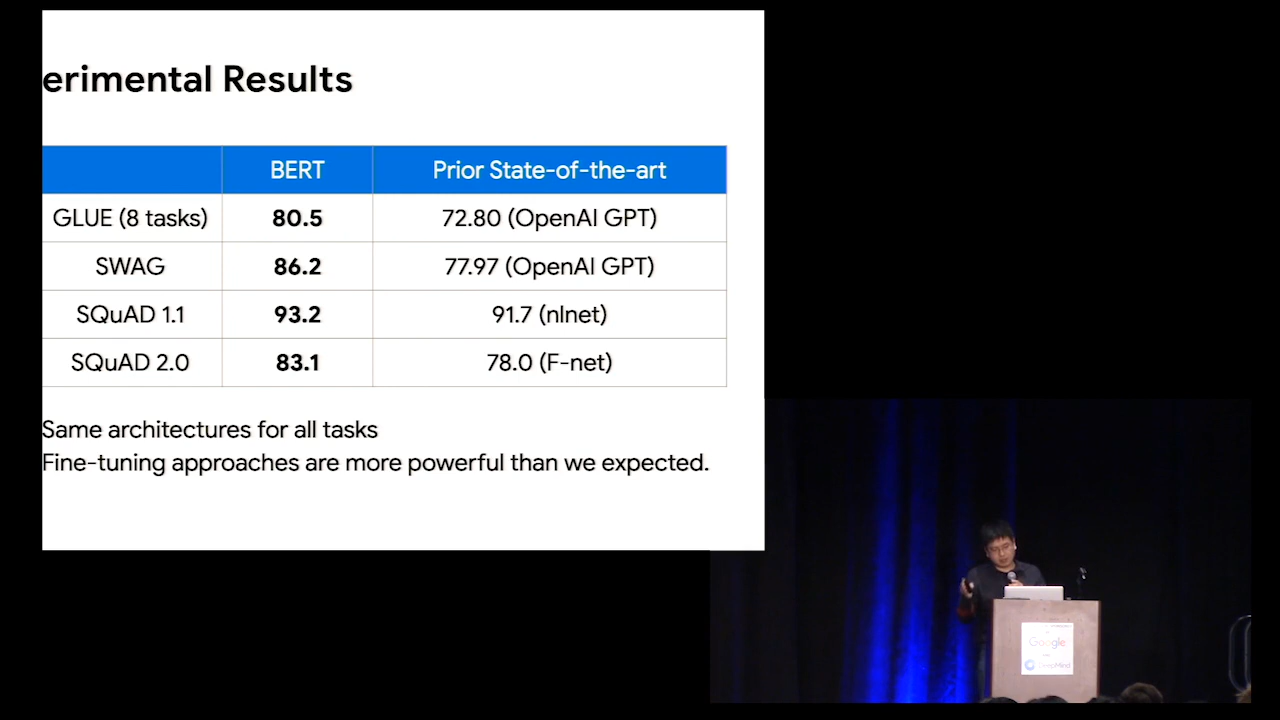 erimental Results
BERT Prior State-of-the-art
GLUE (8 tasks) 80.5 72.80 (OpenAI GPT)
SWAG 86.2 77.97 (OpenAI GPT)
SQuAD 1.1 93.2 91.7 (nlnet)
SQuAD 2.0 83.1 78.0 (F-net)
Same architectures for all tasks
Fine-tuning approaches are more powerful than we expected.
Google
DeepMind